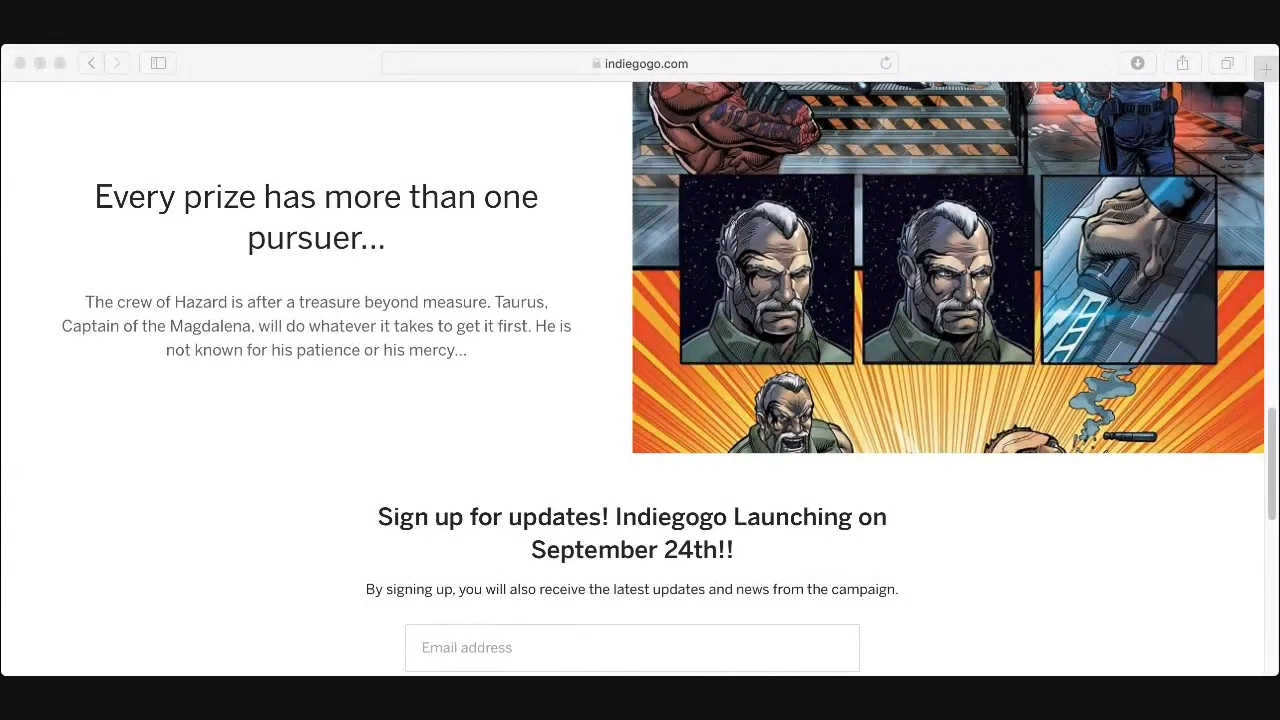 indiegogo.com
Every prize has more than one
pursuer...
The crew of Hazard is after a treasure beyond measure. Taurus,
Captain of the Magdalena, will do whatever it takes to get it first. He is
not known for his patience or his mercy...
Sign up for updates! Indiegogo Launching on
September 24th!!
By signing up, you will also receive the latest updates and news from the campaign.
Email address